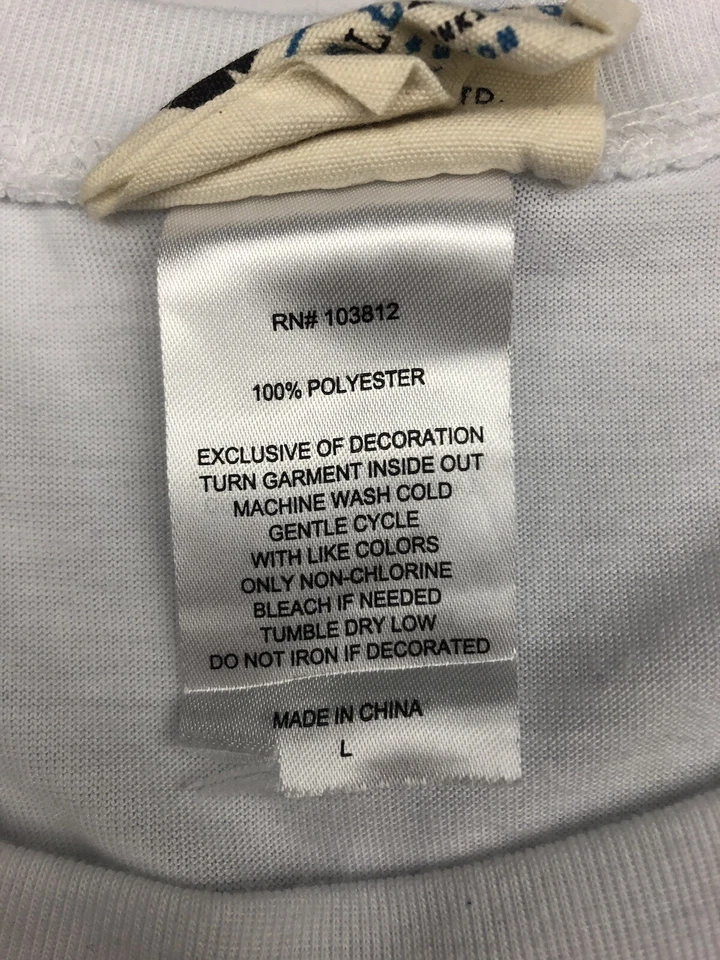 TD.
RN# 103812
100% POLYESTER
EXCLUSIVE OF DECORATION
TURN GARMENT INSIDE OUT
MACHINE WASH COLD
GENTLE CYCLE
WITH LIKE COLORS
ONLY NON-CHLORINE
BLEACH IF NEEDED
TUMBLE DRY LOW
DO NOT IRON IF DECORATED
MADE IN CHINA
L